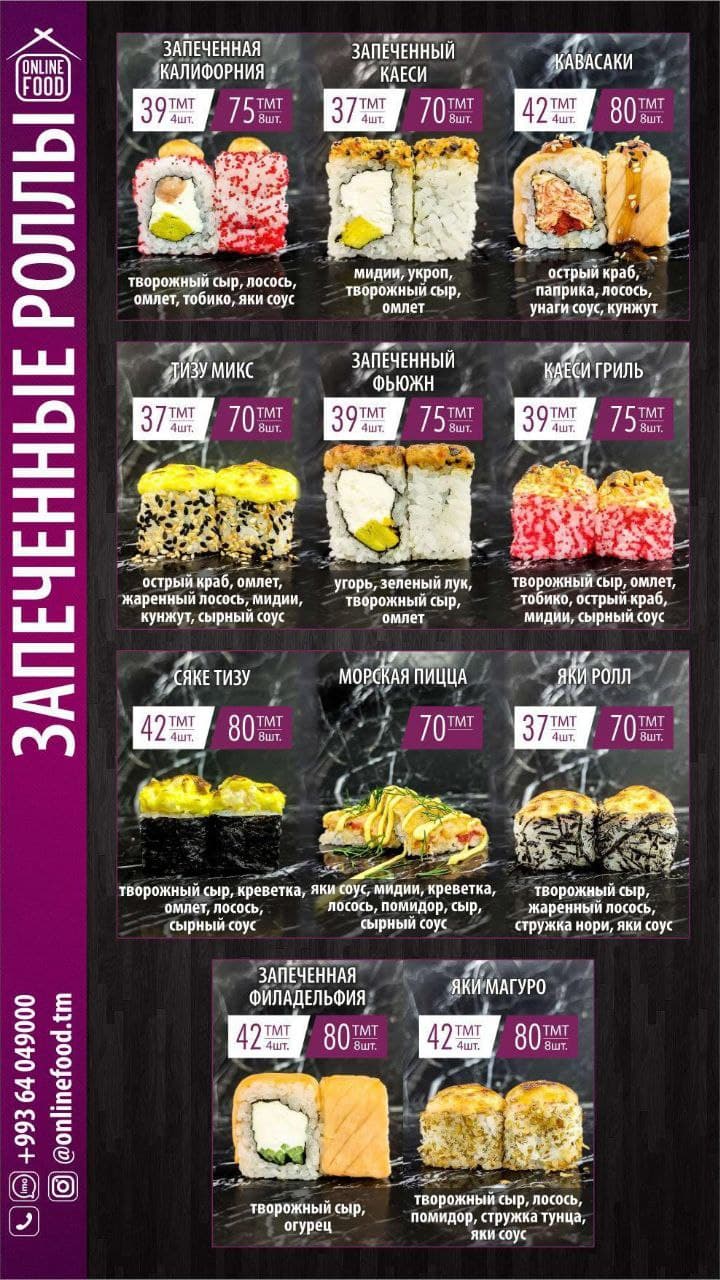 ONLINE
FOOD
ЗАПЕЧЕННЫЕ РОЛЛЫ
+993 64 049000
imo
@onlinefood.tm
ЗАПЕЧЕННАЯ
КАЛИФОРНИЯ
39 ТМТ 4шт. 75 ТМТ 8шт.
творожный сыр, лосось,
омлет, тобико, яки соус
ЗАПЕЧЕННЫЙ
КАЕСИ
37 ТМТ 4шт. 70 ТМТ 8шт.
мидии, укроп,
творожный сыр,
омлет
КАВАСАКИ
42 ТМТ 4шт. 80 ТМТ 8шт.
острый краб,
паприка, лосось,
унаги соус, кунжут
ТИЗУ МИКС
37 ТМТ 4шт. 70 ТМТ 8шт.
острый краб, омлет,
жаренный лосось, мидии,
кунжут, сырный соус
ЗАПЕЧЕННЫЙ
ФЬЮЖН
39 ТМТ 4шт. 75 ТМТ 8шт.
угорь, зеленый лук,
творожный сыр,
омлет
КАЕСИ ГРИЛЬ
39 ТМТ 4шт. 75 ТМТ 8шт.
творожный сыр, омлет,
тобико, острый краб,
мидии, сырный соус
СЯКЕ ТИЗУ
42 ТМТ 4шт. 80 ТМТ 8шт.
творожный сыр, креветка,
омлет, лосось,
сырный соус
МОРСКАЯ ПИЦЦА
70 ТМТ
яки соус, мидии, креветка,
лосось, помидор, сыр,
сырный соус
ЯКИ РОЛЛ
37 ТМТ 4шт. 70 ТМТ 8шт.
творожный сыр,
жаренный лосось,
стружка нори, яки соус
ЗАПЕЧЕННАЯ
ФИЛАДЕЛЬФИЯ
42 ТМТ 4шт. 80 ТМТ 8шт.
творожный сыр,
огурец
ЯКИ МАГУРО
42 ТМТ 4шт. 80 ТМТ 8шт.
творожный сыр, лосось,
помидор, стружка тунца,
яки соус